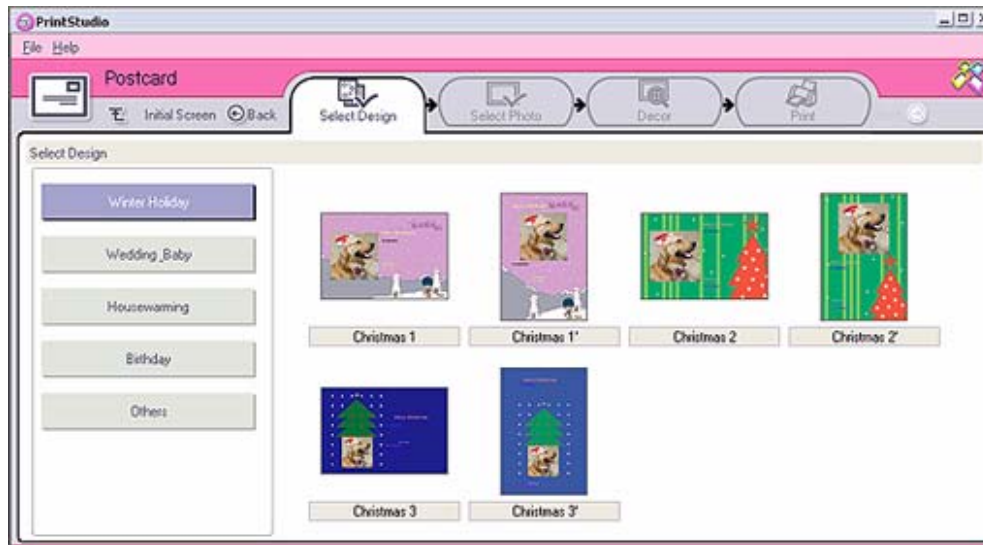 PrintStudio
File Help
Postcard
Initial Screen Back
Select Design
Select Photo
Decor
Print
Select Design
Winter Holiday
Wedding_Baby
Housewarming
Birthday
Others
Christmas 1
Christmas 1'
Christmas 2
Christmas 2'
Christmas 3
Christmas 3'